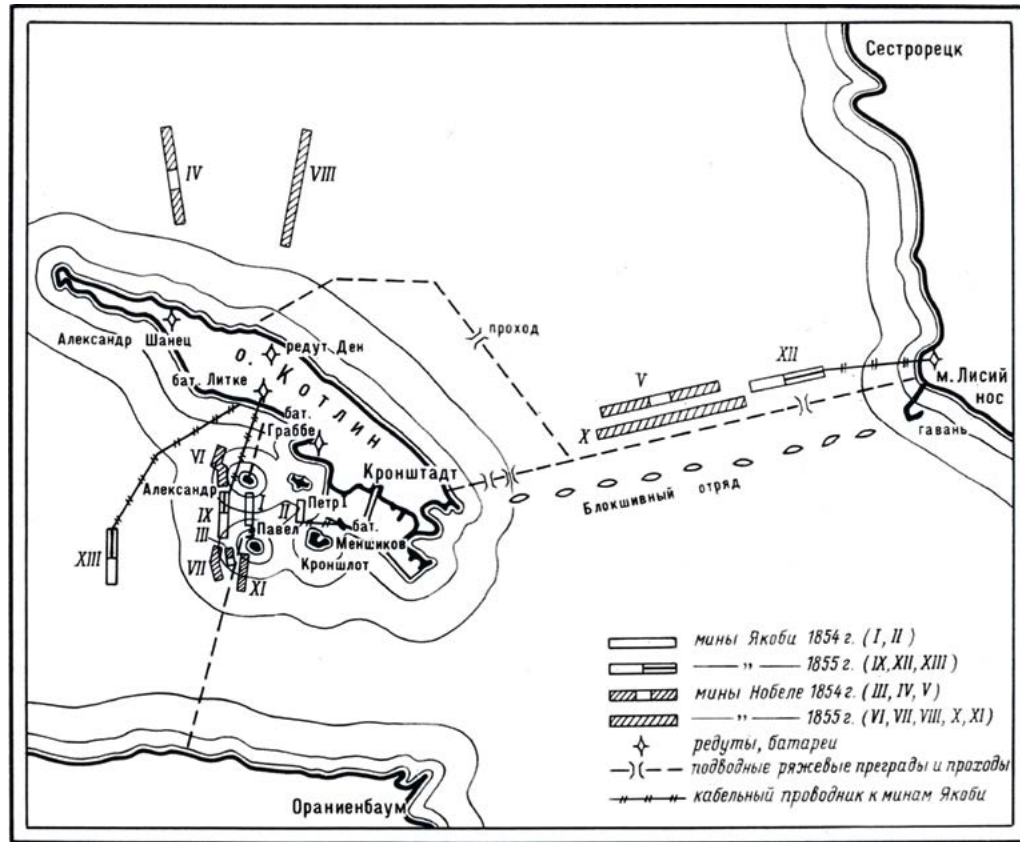 Сестрорецк
IV
VIII
проход
Александр Шанец
редут Ден
о. Котлин
бат. Литке
бат.
Граббе
XII
V
X
м. Лисий
нос
гавань
Кронштадт
Блокшивный отряд
VI
Александр
Петр I
IX
II
Павел
бат.
Меншиков
III
Кроншлот
VII
XI
XIII
мины Якоби 1854 г. (I, II)
—— „ —— 1855 г. (IX, XII, XIII)
мины Нобеле 1854 г. (III, IV, V)
—— „ —— 1855 г. (VI, VII, VIII, X, XI)
редуты, батареи
подводные ряжевые преграды и проходы
кабельный проводник к минам Якоби
Ораниенбаум